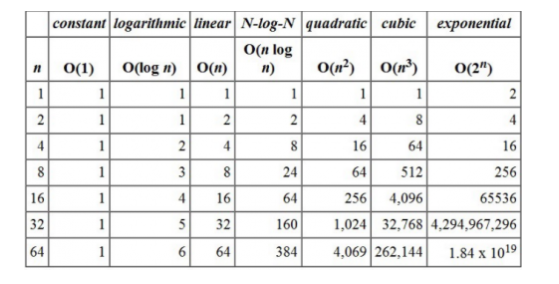 constant logarithmic linear N-log-N quadratic cubic exponential
n O(1) O(log n) O(n) O(n log n) O(n²) O(n³) O(2ⁿ)
1 1 1 1 1 1 1 2
2 1 1 2 2 4 8 4
4 1 2 4 8 16 64 16
8 1 3 8 24 64 512 256
16 1 4 16 64 256 4,096 65536
32 1 5 32 160 1,024 32,768 4,294,967,296
64 1 6 64 384 4,069 262,144 1.84 x 10¹⁹